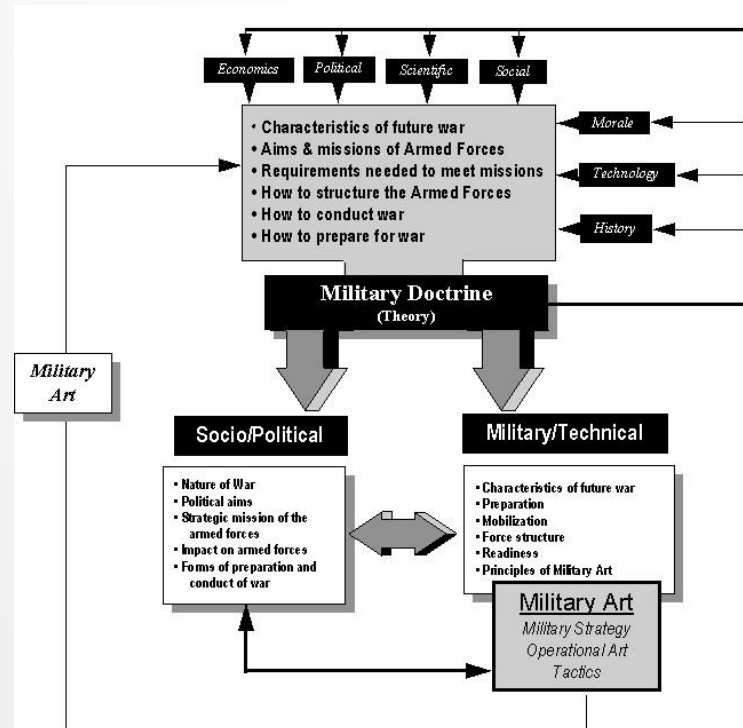 Economics
Political
Scientific
Social
• Characteristics of future war
• Aims & missions of Armed Forces
• Requirements needed to meet missions
• How to structure the Armed Forces
• How to conduct war
• How to prepare for war
Morale
Technology
History
Military Doctrine
(Theory)
Military
Art
Socio/Political
• Nature of War
• Political aims
• Strategic mission of the
armed forces
• Impact on armed forces
• Forms of preparation and
conduct of war
Military/Technical
• Characteristics of future war
• Preparation
• Mobilization
• Force structure
• Readiness
• Principles of Military Art
Military Art
Military Strategy
Operational Art
Tactics